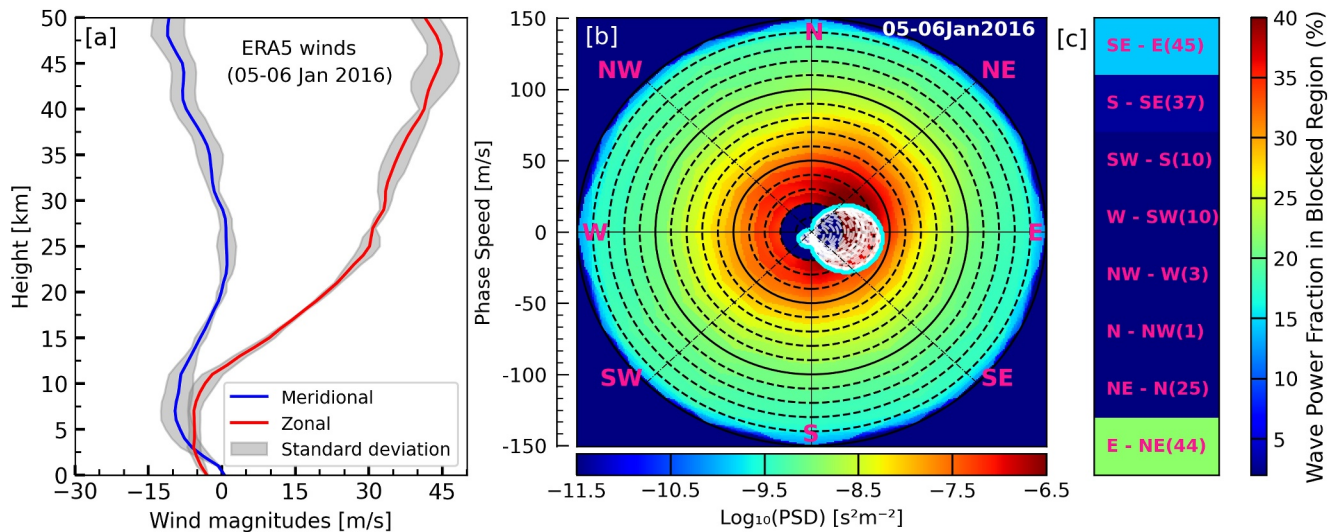 [a]
ERA5 winds
(05-06 Jan 2016)
Height [km]
50
45
40
35
30
25
20
15
10
5
0
Meridional
Zonal
Standard deviation
−30
−15
0
15
30
45
Wind magnitudes [m/s]
[b]
05-06Jan2016
Phase Speed [m/s]
150
100
50
0
-50
-100
-150
N
NW
NE
W
E
SW
SE
S
−11.5
−10.5
−9.5
−8.5
−7.5
−6.5
Log₁₀(PSD) [s²m⁻²]
[c]
SE - E(45)
S - SE(37)
SW - S(10)
W - SW(10)
NW - W(3)
N - NW(1)
NE - N(25)
E - NE(44)
Wave Power Fraction in Blocked Region (%)
40
35
30
25
20
15
10
5